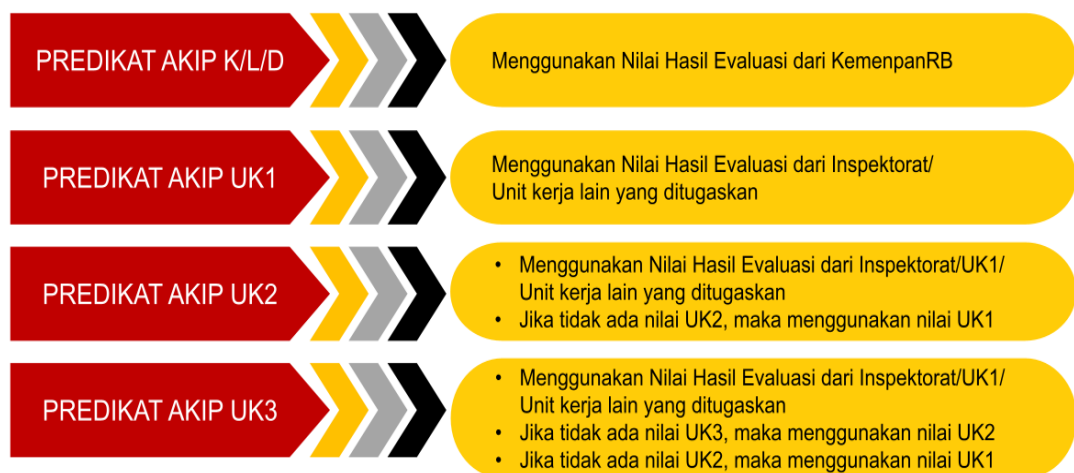 PREDIKAT AKIP K/L/D
Menggunakan Nilai Hasil Evaluasi dari KemenpanRB
PREDIKAT AKIP UK1
Menggunakan Nilai Hasil Evaluasi dari Inspektorat/
Unit kerja lain yang ditugaskan
PREDIKAT AKIP UK2
• Menggunakan Nilai Hasil Evaluasi dari Inspektorat/UK1/
Unit kerja lain yang ditugaskan
• Jika tidak ada nilai UK2, maka menggunakan nilai UK1
PREDIKAT AKIP UK3
• Menggunakan Nilai Hasil Evaluasi dari Inspektorat/UK1/
Unit kerja lain yang ditugaskan
• Jika tidak ada nilai UK3, maka menggunakan nilai UK2
• Jika tidak ada nilai UK2, maka menggunakan nilai UK1